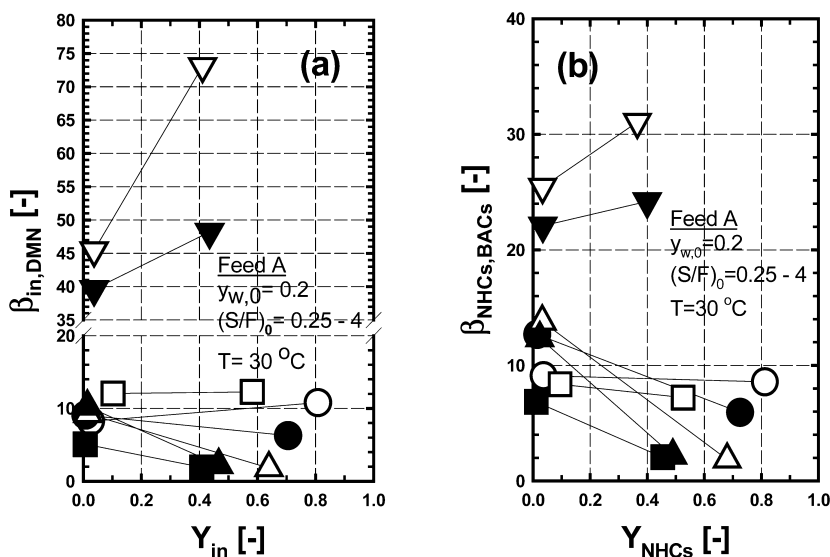 80
75
70
65
60
55
50
45
40
35
20
10
0
0.0 0.2 0.4 0.6 0.8 1.0
β_in,DMN [-]
Y_in [-]
(a)
Feed A
y_w,0 = 0.2
(S/F)_0 = 0.25 - 4
T= 30 °C
40
30
20
10
0
0.0 0.2 0.4 0.6 0.8 1.0
β_NHCs,BACs [-]
Y_NHCs [-]
(b)
Feed A
y_w,0=0.2
(S/F)_0=0.25 - 4
T=30 °C